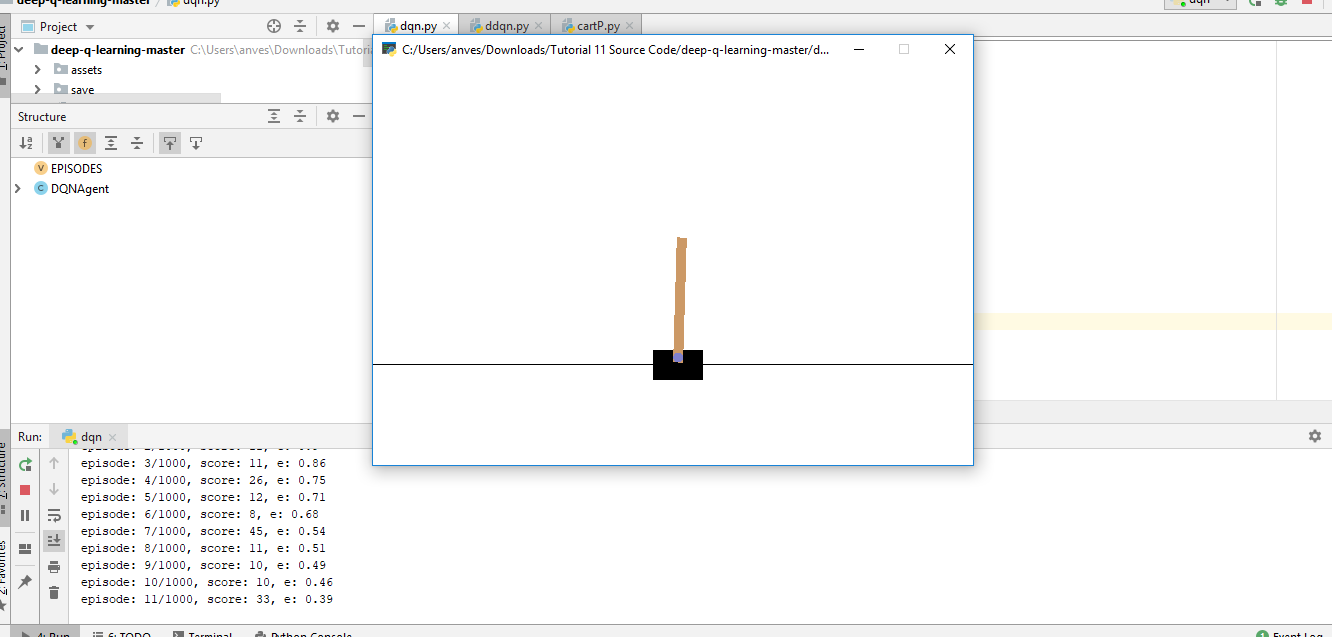 deep-q-learning-master dqn.py
dqn
1: Project
Project
dqn.py
ddqn.py
cartP.py
deep-q-learning-master C:\Users\anves\Downloads\Tutori
C:/Users/anves/Downloads/Tutorial 11 Source Code/deep-q-learning-master/d...
assets
save
Structure
EPISODES
DQNAgent
Run: dqn
episode: 3/1000, score: 11, e: 0.86
episode: 4/1000, score: 26, e: 0.75
episode: 5/1000, score: 12, e: 0.71
episode: 6/1000, score: 8, e: 0.68
episode: 7/1000, score: 45, e: 0.54
episode: 8/1000, score: 11, e: 0.51
episode: 9/1000, score: 10, e: 0.49
episode: 10/1000, score: 10, e: 0.46
episode: 11/1000, score: 33, e: 0.39
7: Structure
2: Favorites
4: Run 6: TODO Terminal Python Console Event Log